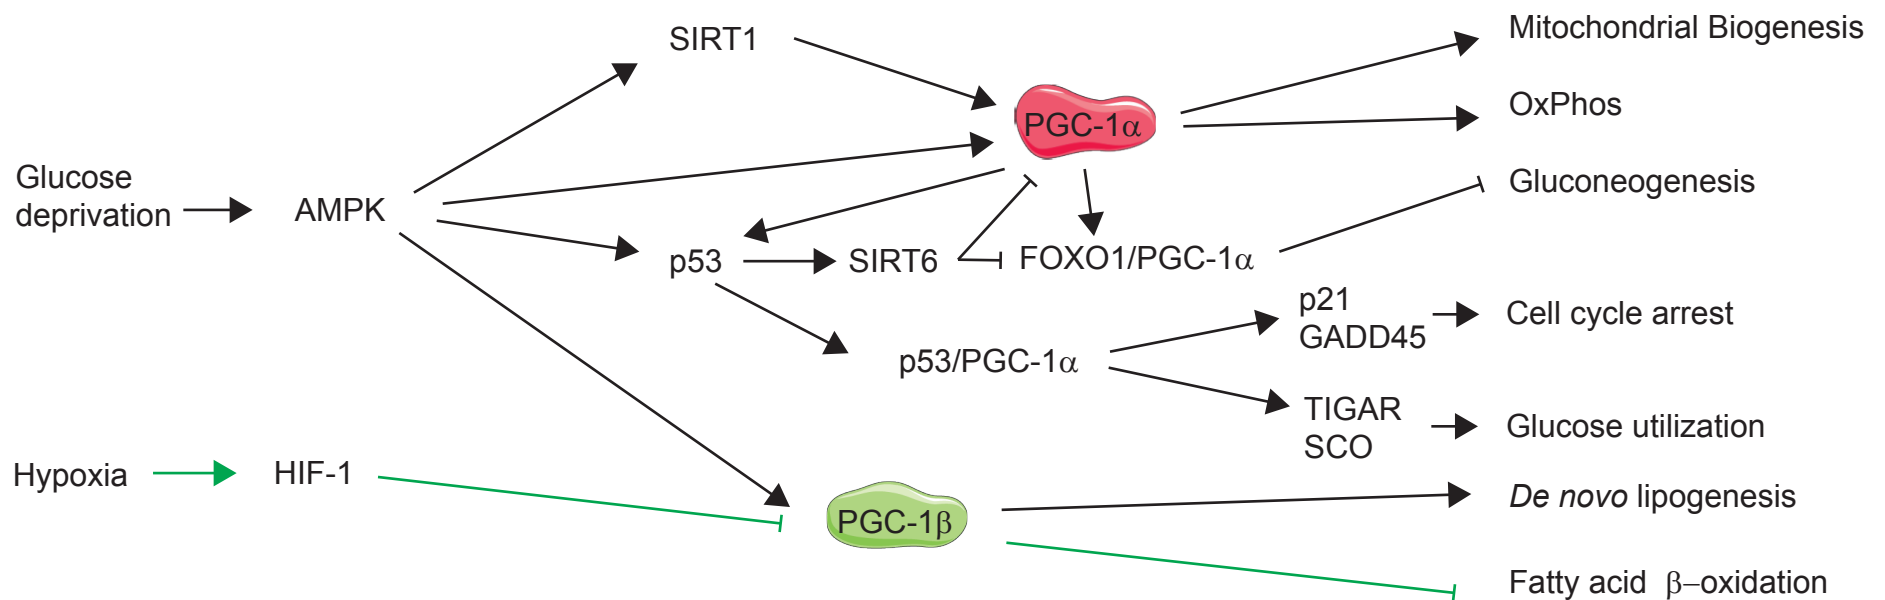 Mitochondrial Biogenesis
SIRT1
OxPhos
PGC-1α
Glucose
deprivation
AMPK
Gluconeogenesis
p53
SIRT6
FOXO1/PGC-1α
p21
GADD45
Cell cycle arrest
p53/PGC-1α
TIGAR
SCO
Glucose utilization
Hypoxia
HIF-1
PGC-1β
De novo lipogenesis
Fatty acid β–oxidation